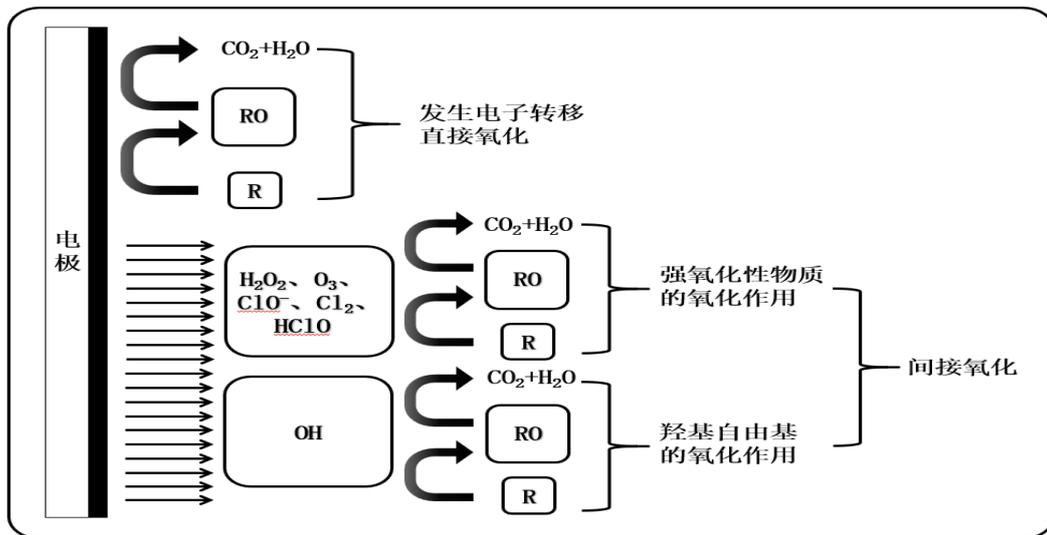 电
极
CO₂+H₂O
RO
R
发生电子转移
直接氧化
H₂O₂、O₃、
ClO⁻、Cl₂、
HClO
CO₂+H₂O
RO
R
强氧化性物质
的氧化作用
OH
CO₂+H₂O
RO
R
羟基自由基
的氧化作用
间接氧化